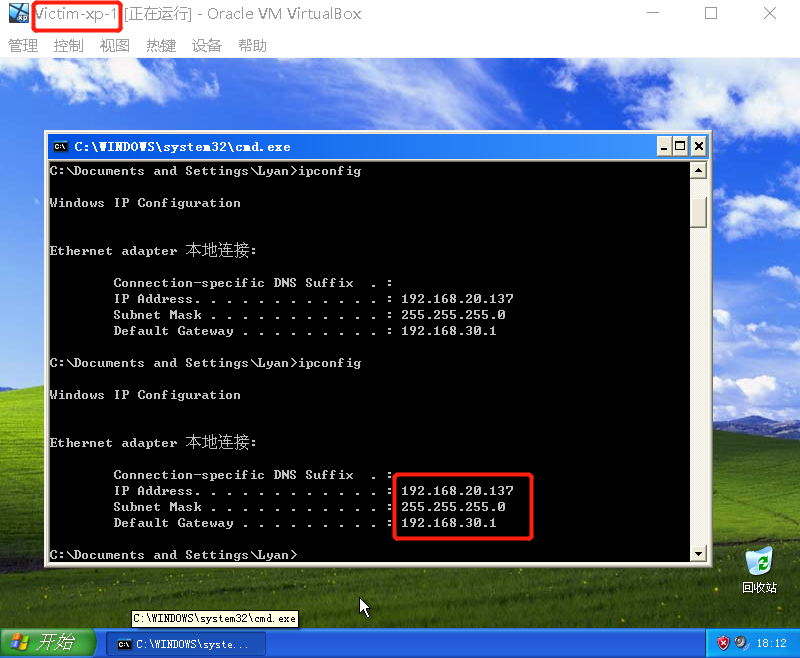 Victim-xp-1 [正在运行] - Oracle VM VirtualBox
管理 控制 视图 热键 设备 帮助
C:\WINDOWS\system32\cmd.exe
C:\Documents and Settings\Lyan>ipconfig
Windows IP Configuration
Ethernet adapter 本地连接:
Connection-specific DNS Suffix . :
IP Address. . . . . . . . . . . . : 192.168.20.137
Subnet Mask . . . . . . . . . . . : 255.255.255.0
Default Gateway . . . . . . . . . : 192.168.30.1
C:\Documents and Settings\Lyan>ipconfig
Windows IP Configuration
Ethernet adapter 本地连接:
Connection-specific DNS Suffix . :
IP Address. . . . . . . . . . . . : 192.168.20.137
Subnet Mask . . . . . . . . . . . : 255.255.255.0
Default Gateway . . . . . . . . . : 192.168.30.1
C:\Documents and Settings\Lyan>
回收站
C:\WINDOWS\system32\cmd.exe
开始 C:\WINDOWS\syste... 18:12